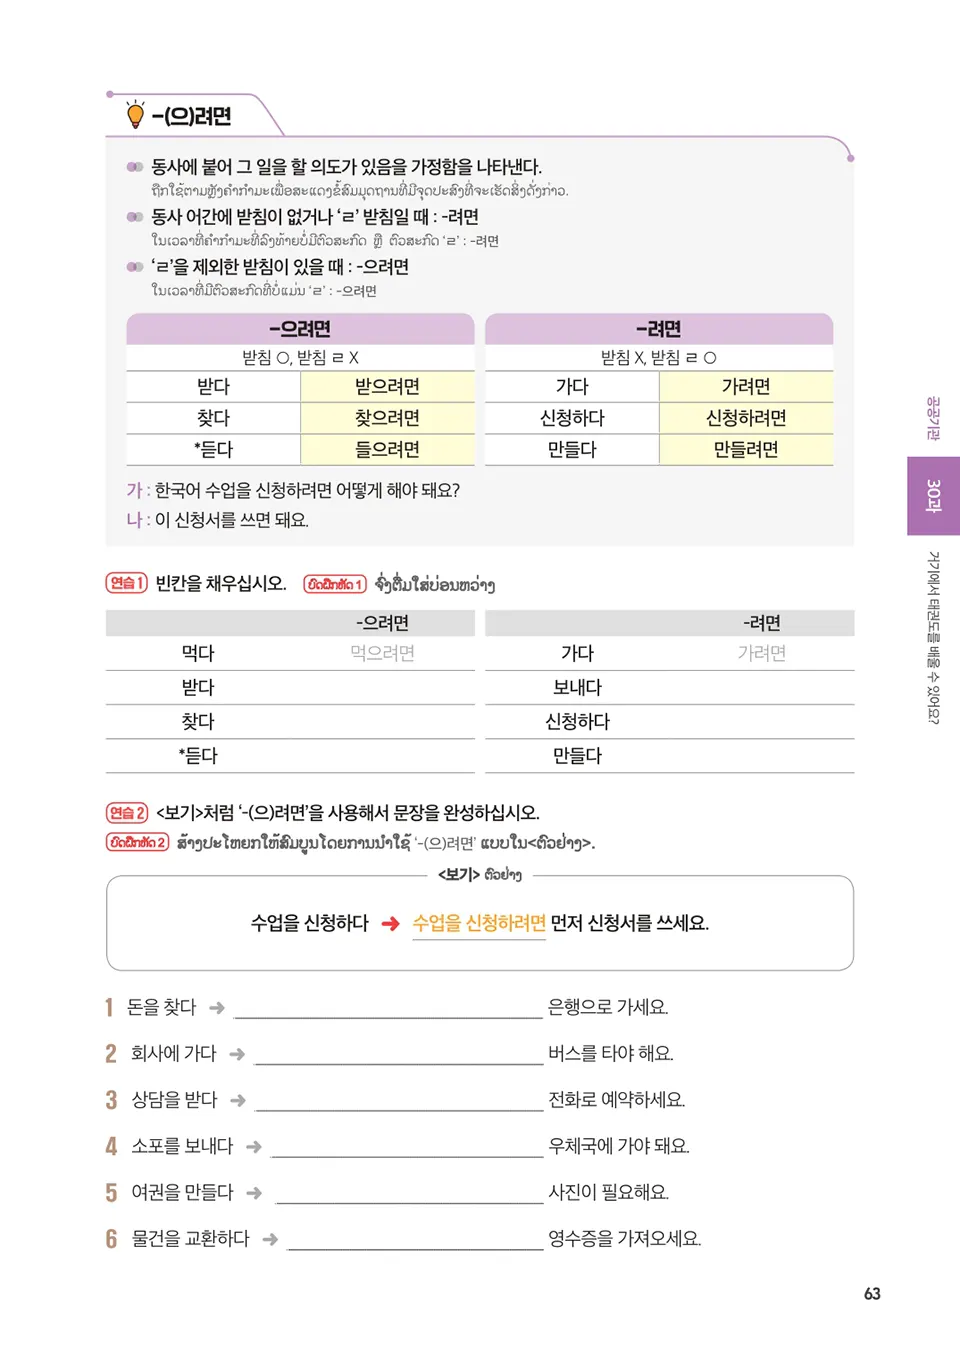 -(으)려면
동사에 붙어 그 일을 할 의도가 있음을 가정함을 나타낸다.
ຖືກໃຊ້ຕາມຫຼັງຄຳກຳມະເພື່ອສະແດງຂໍ້ສົມມຸດຖານທີ່ມີຈຸດປະສົງທີ່ຈະເຮັດສິ່ງດັ່ງກ່າວ.
동사 어간에 받침이 없거나 ‘ㄹ’ 받침일 때 : -려면
ໃນເວລາທີ່ຄຳກຳມະທີ່ລົງທ້າຍບໍ່ມີຕົວສະກົດ ຫຼື ຕົວສະກົດ ‘ㄹ’ : -려면
‘ㄹ’을 제외한 받침이 있을 때 : -으려면
ໃນເວລາທີ່ມີຕົວສະກົດທີ່ບໍ່ແມ່ນ ‘ㄹ’ : -으려면
-으려면 -려면
받침 ○, 받침 ㄹ X 받침 X, 받침 ㄹ ○
받다 받으려면 가다 가려면
찾다 찾으려면 신청하다 신청하려면
*듣다 들으려면 만들다 만들려면
가 : 한국어 수업을 신청하려면 어떻게 해야 돼요?
나 : 이 신청서를 쓰면 돼요.
연습 1 빈칸을 채우십시오. ບົດຝຶກຫັດ 1 ຈົ່ງຕື່ມໃສ່ບ່ອນຫວ່າງ
-으려면 -려면
먹다 먹으려면 가다 가려면
받다 보내다
찾다 신청하다
*듣다 만들다
연습 2 <보기>처럼 ‘-(으)려면’을 사용해서 문장을 완성하십시오.
ບົດຝຶກຫັດ 2 ສ້າງປະໂຫຍກໃຫ້ສົມບູນໂດຍການນຳໃຊ້ ‘-(으)려면’ ແບບໃນ<ຕົວຢ່າງ>.
<보기> ຕົວຢ່າງ
수업을 신청하다 ➜ 수업을 신청하려면 먼저 신청서를 쓰세요.
1 돈을 찾다 ➜ 은행으로 가세요.
2 회사에 가다 ➜ 버스를 타야 해요.
3 상담을 받다 ➜ 전화로 예약하세요.
4 소포를 보내다 ➜ 우체국에 가야 돼요.
5 여권을 만들다 ➜ 사진이 필요해요.
6 물건을 교환하다 ➜ 영수증을 가져오세요.
공공기관
30과
거기에서 태권도를 배울 수 있어요?
63